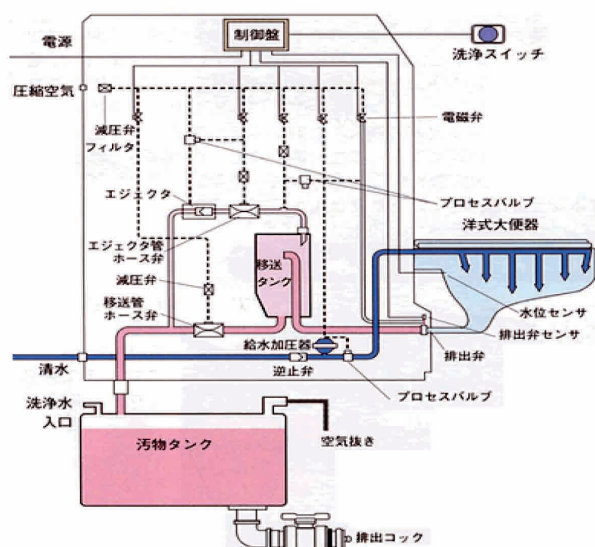 制御盤
洗浄スイッチ
電源
圧縮空気
電磁弁
減圧弁
フィルタ
エジェクタ
プロセスバルブ
洋式大便器
エジェクタ管
ホース弁
移送
タンク
減圧弁
移送管
ホース弁
水位センサ
排出弁センサ
給水加圧器
排出弁
清水
逆止弁
プロセスバルブ
洗浄水
入口
汚物タンク
空気抜き
排出コック